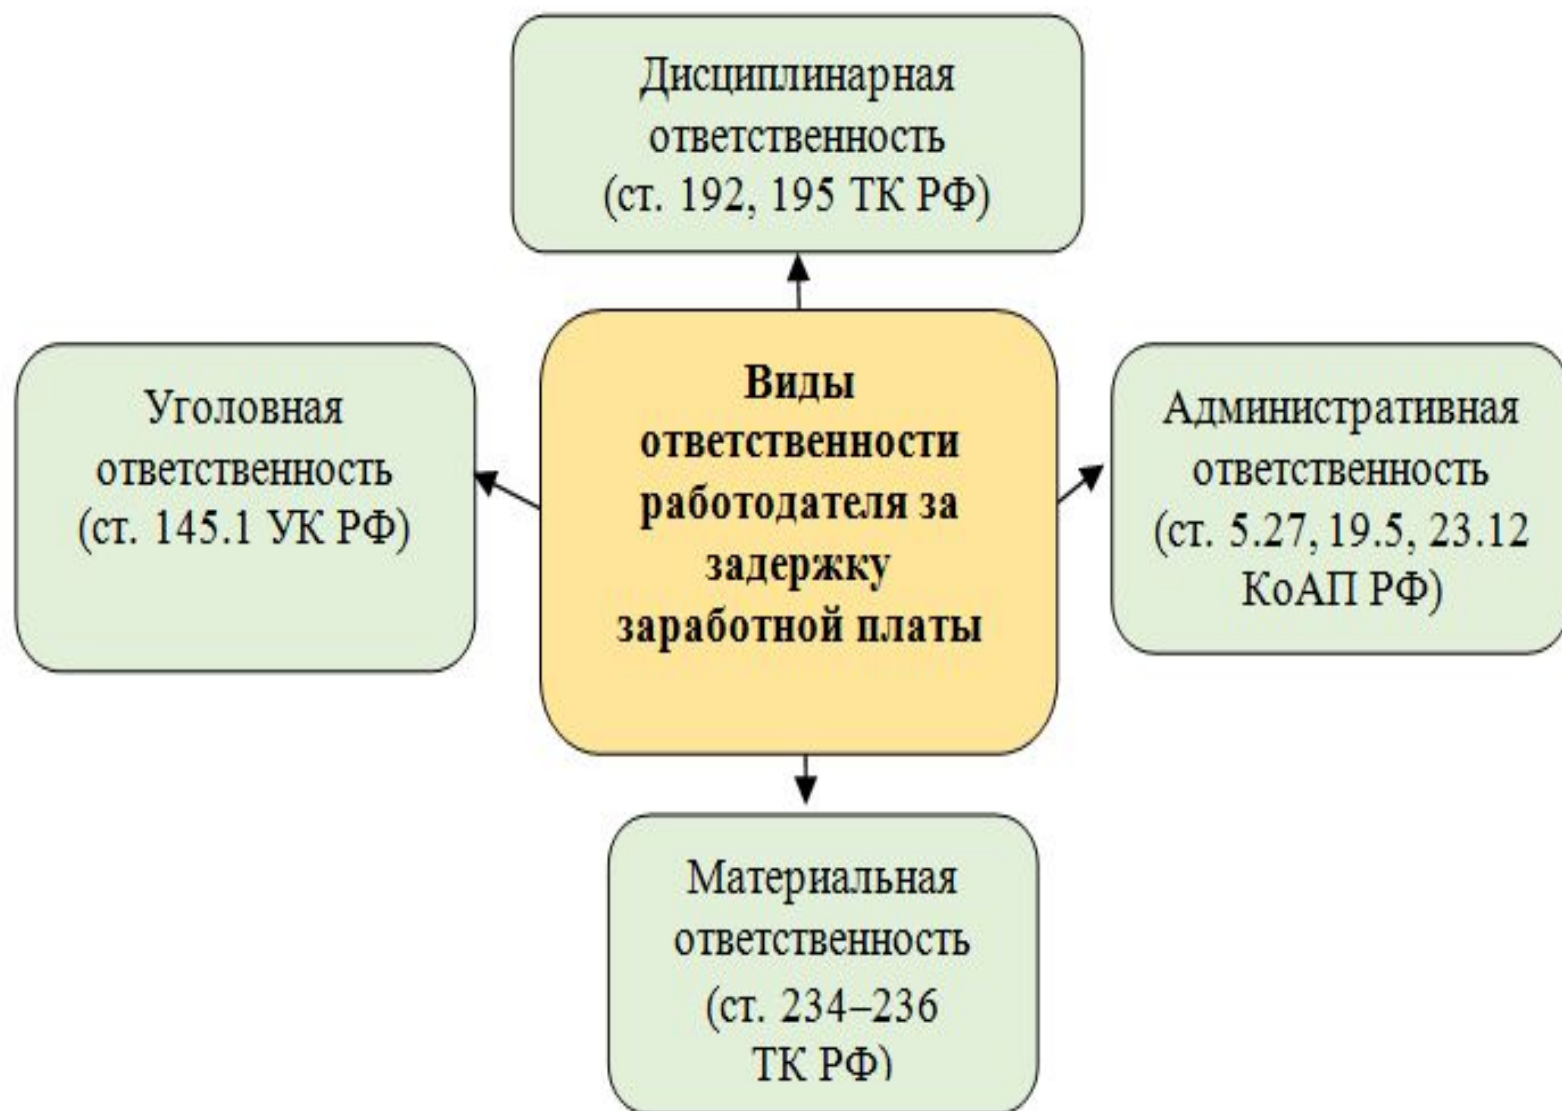 Дисциплинарная
ответственность
(ст. 192, 195 ТК РФ)
Уголовная
ответственность
(ст. 145.1 УК РФ)
Виды
ответственности
работодателя за
задержку
заработной платы
Административная
ответственность
(ст. 5.27, 19.5, 23.12
КоАП РФ)
Материальная
ответственность
(ст. 234–236
ТК РФ)